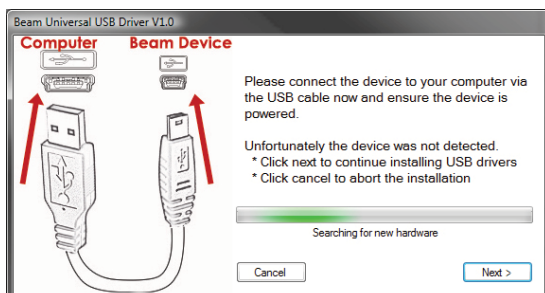 Beam Universal USB Driver V1.0
Computer Beam Device
Please connect the device to your computer via
the USB cable now and ensure the device is
powered.
Unfortunately the device was not detected.
* Click next to continue installing USB drivers
* Click cancel to abort the installation
Searching for new hardware
Cancel Next >